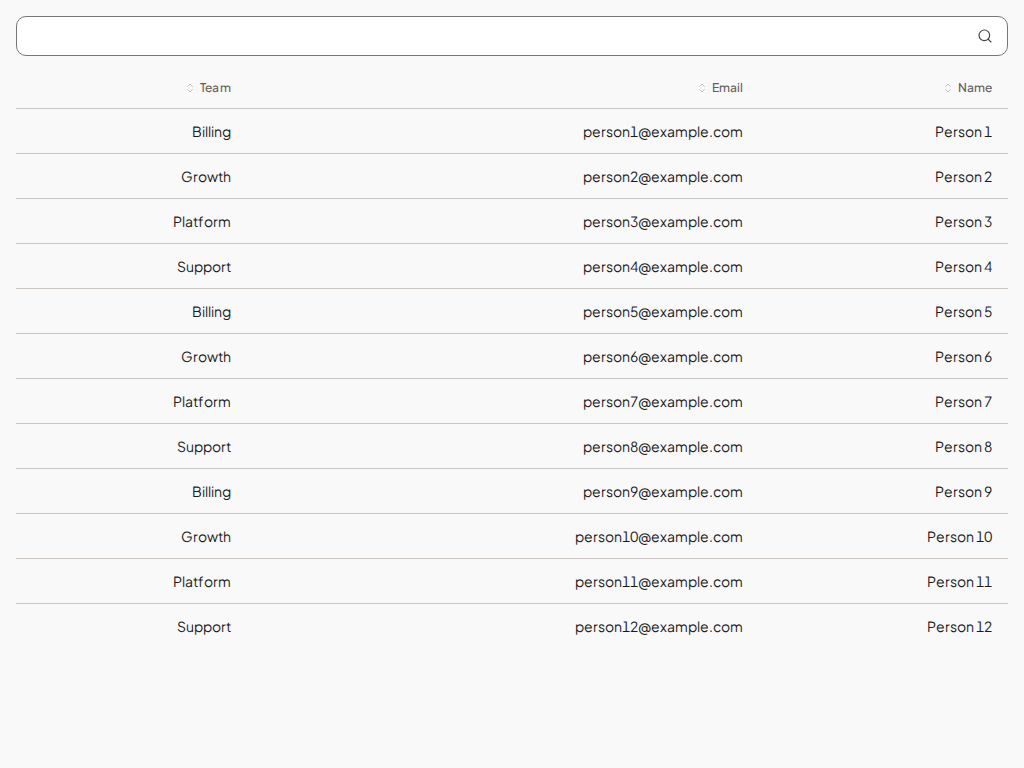 Team Email Name
Billing person1@example.com Person 1
Growth person2@example.com Person 2
Platform person3@example.com Person 3
Support person4@example.com Person 4
Billing person5@example.com Person 5
Growth person6@example.com Person 6
Platform person7@example.com Person 7
Support person8@example.com Person 8
Billing person9@example.com Person 9
Growth person10@example.com Person 10
Platform person11@example.com Person 11
Support person12@example.com Person 12